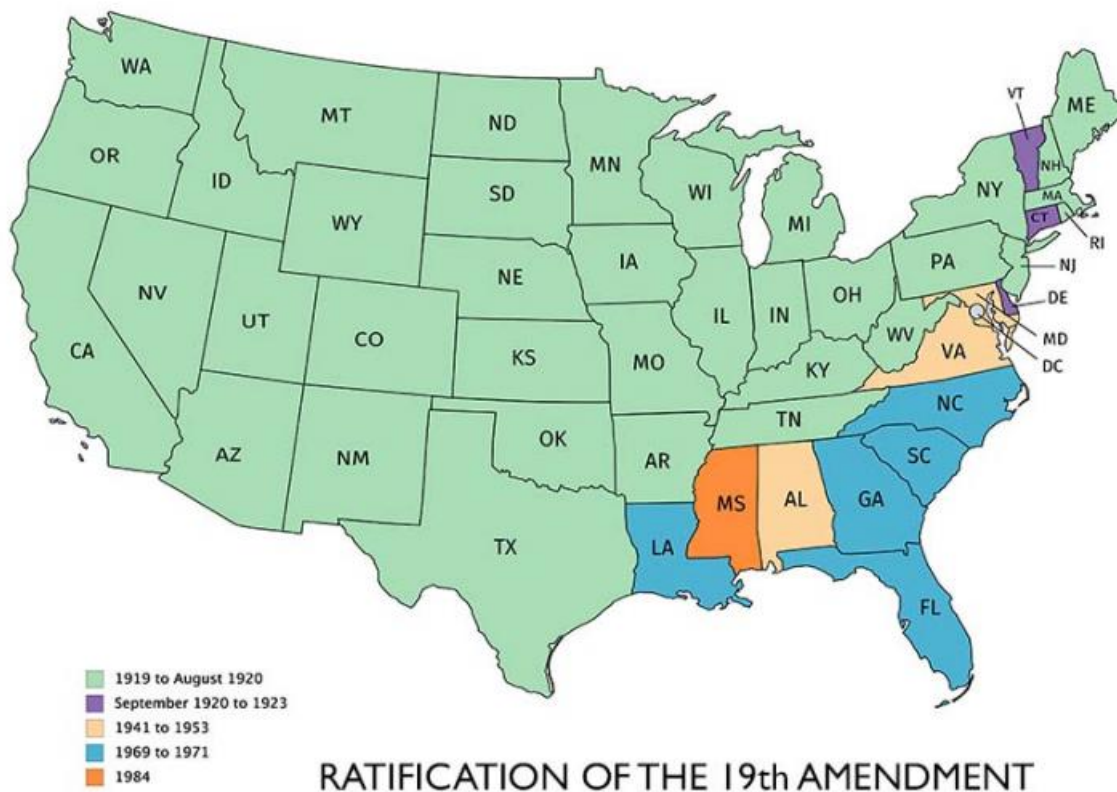 WA
MT
ND
MN
VT
ME
OR
ID
SD
WI
NH
NY
MA
WY
MI
CT
RI
IA
NE
PA
NJ
NV
OH
IL
IN
DE
UT
CO
WV
MD
CA
KS
MO
VA
DC
KY
NC
TN
OK
AZ
NM
AR
SC
MS
AL
GA
TX
LA
FL
1919 to August 1920
September 1920 to 1923
1941 to 1953
1969 to 1971
1984
RATIFICATION OF THE 19th AMENDMENT